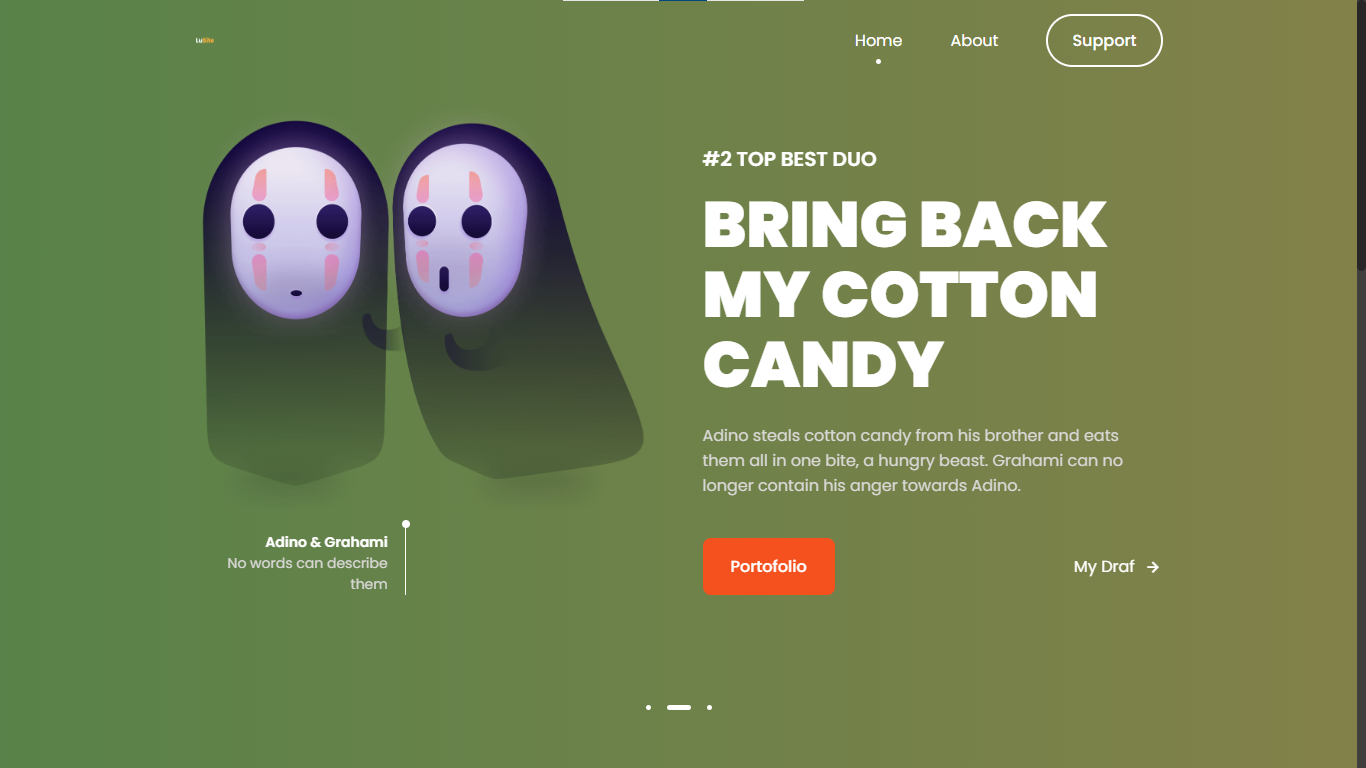 LuBite
Home
About
Support
#2 TOP BEST DUO
BRING BACK
MY COTTON
CANDY
Adino steals cotton candy from his brother and eats
them all in one bite, a hungry beast. Grahami can no
longer contain his anger towards Adino.
Adino & Grahami
No words can describe
them
Portofolio
My Draf